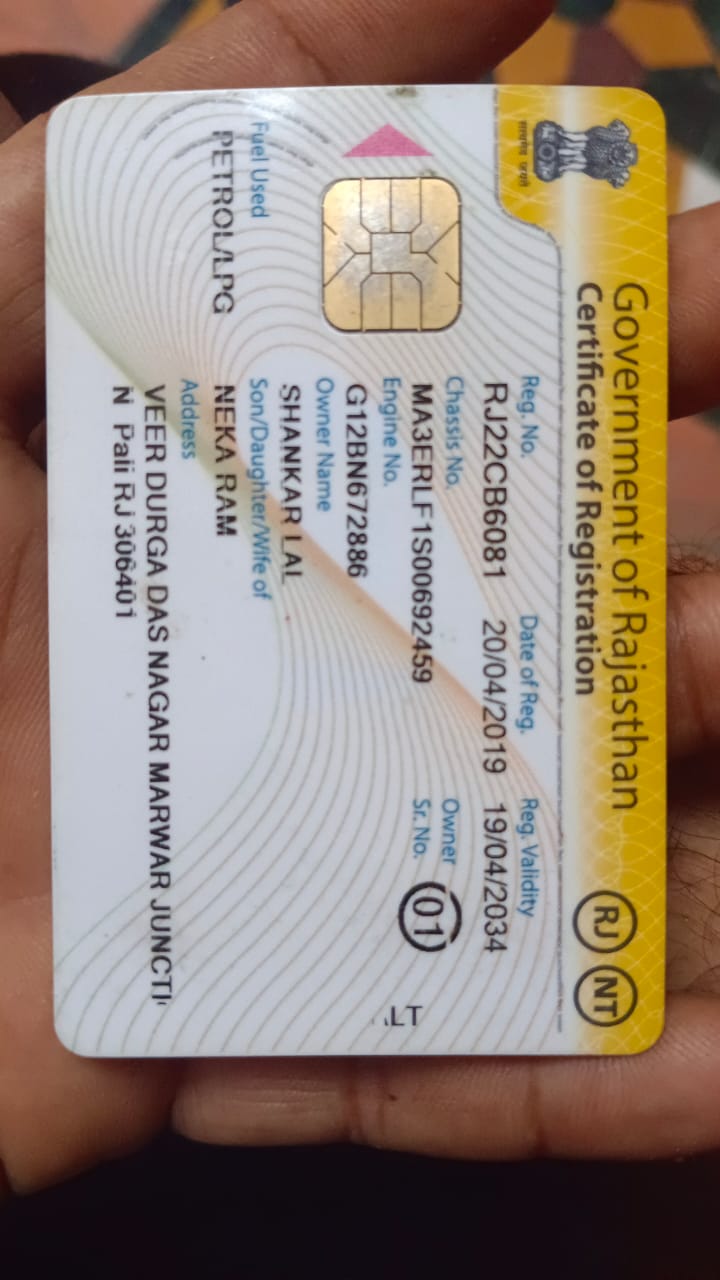 Government of Rajasthan
Certificate of Registration
RJ NT
सत्यमेव जयते
Reg. No. Date of Reg. Reg. Validity
RJ22CB6081 20/04/2019 19/04/2034
Chassis No. Owner
MA3ERLF1S00692459 Sr. No. 01
Engine No.
G12BN672886
Owner Name
SHANKAR LAL
Fuel Used
PETROL/LPG
Son/Daughter/Wife of
NEKA RAM
Address
VEER DURGA DAS NAGAR MARWAR JUNCTI
N Pali RJ 306401